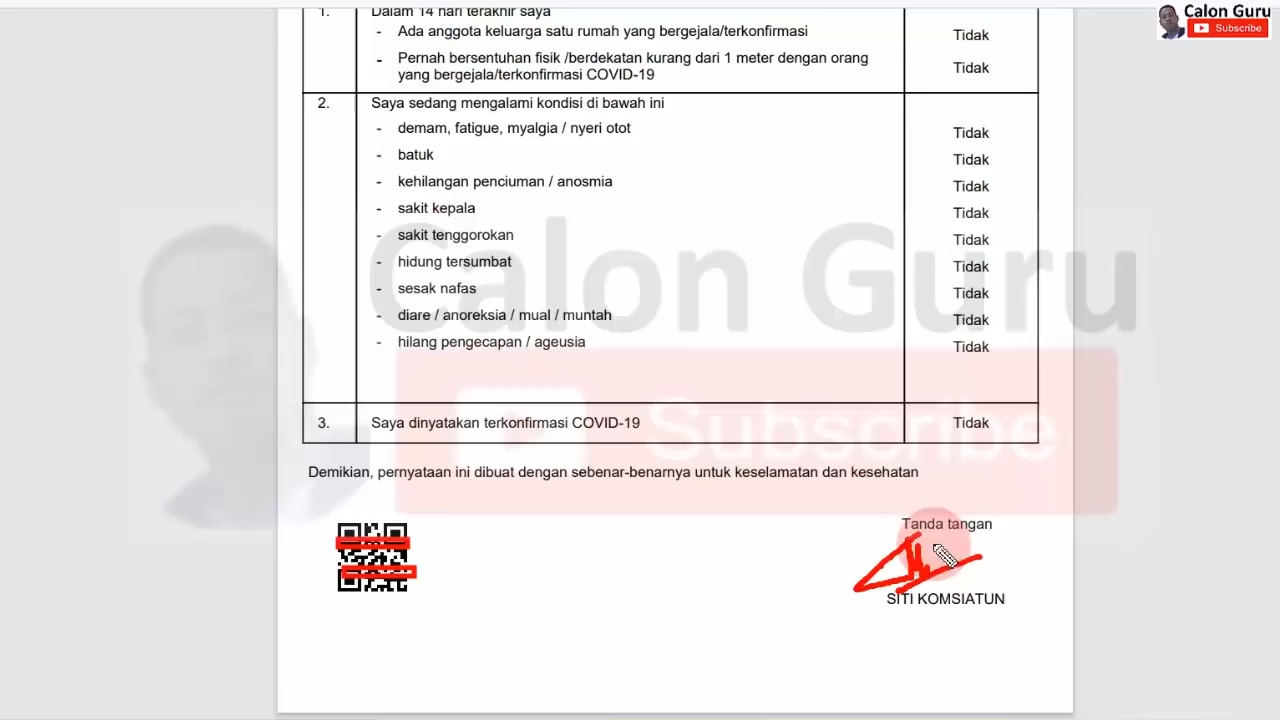 Calon Guru
Subscribe
1. Dalam 14 hari terakhir saya
- Ada anggota keluarga satu rumah yang bergejala/terkonfirmasi Tidak
- Pernah bersentuhan fisik /berdekatan kurang dari 1 meter dengan orang Tidak
yang bergejala/terkonfirmasi COVID-19
2. Saya sedang mengalami kondisi di bawah ini
- demam, fatigue, myalgia / nyeri otot Tidak
- batuk Tidak
- kehilangan penciuman / anosmia Tidak
- sakit kepala Tidak
- sakit tenggorokan Tidak
- hidung tersumbat Tidak
- sesak nafas Tidak
- diare / anoreksia / mual / muntah Tidak
- hilang pengecapan / ageusia Tidak
Calon Guru
Subscribe
3. Saya dinyatakan terkonfirmasi COVID-19 Tidak
Demikian, pernyataan ini dibuat dengan sebenar-benarnya untuk keselamatan dan kesehatan
Tanda tangan
SITI KOMSIATUN